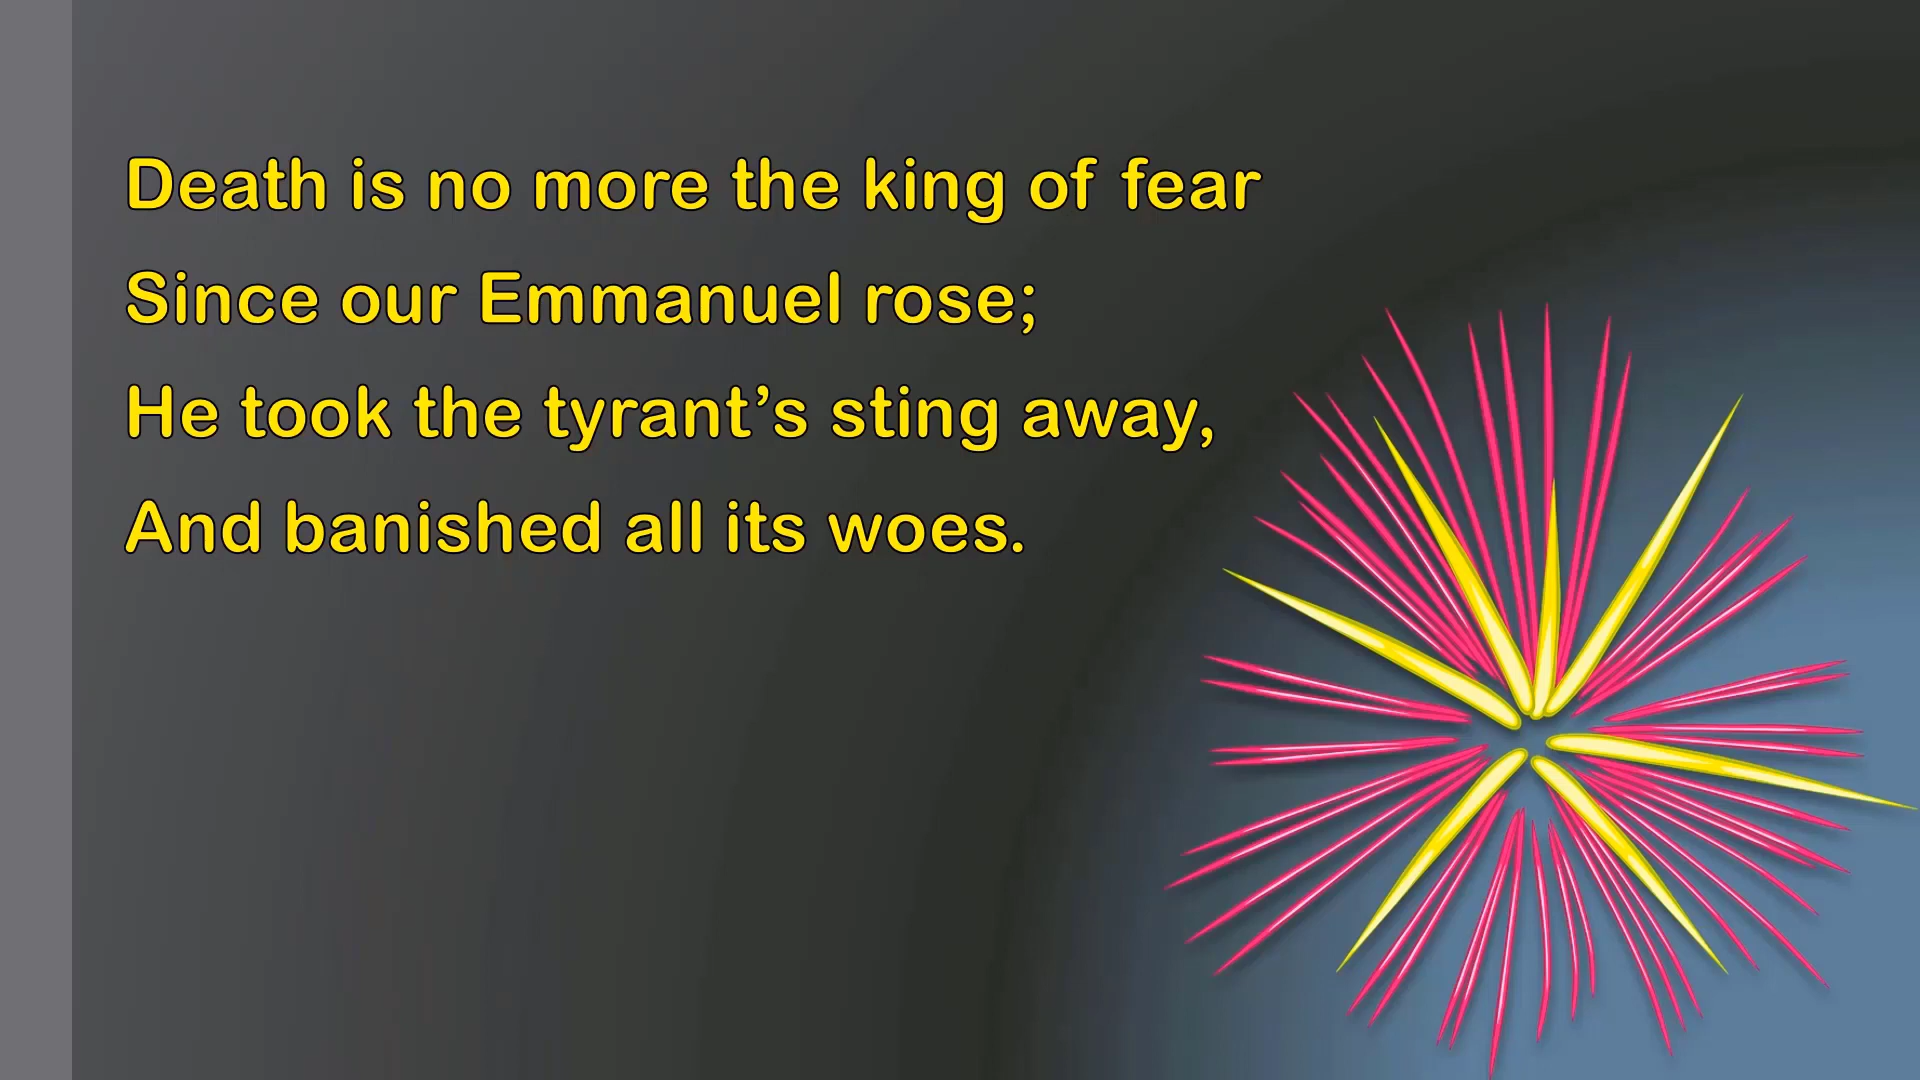 Death is no more the king of fear
Since our Emmanuel rose;
He took the tyrant’s sting away,
And banished all its woes.